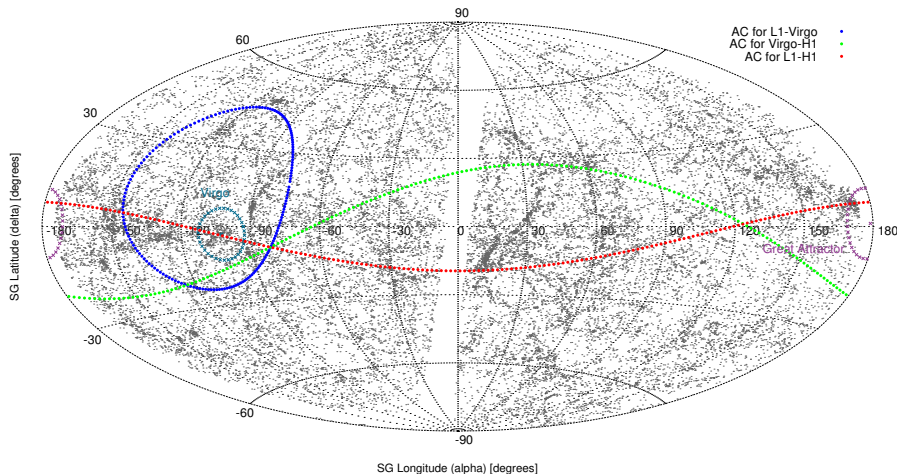 90
AC for L1-Virgo
AC for Virgo-H1
AC for L1-H1
60
30
Virgo
-180 -150 -120 -90 -60 -30 0 30 60 90 120 150 180
Great Attractor
-30
-60
-90
SG Latitude (delta) [degrees]
SG Longitude (alpha) [degrees]